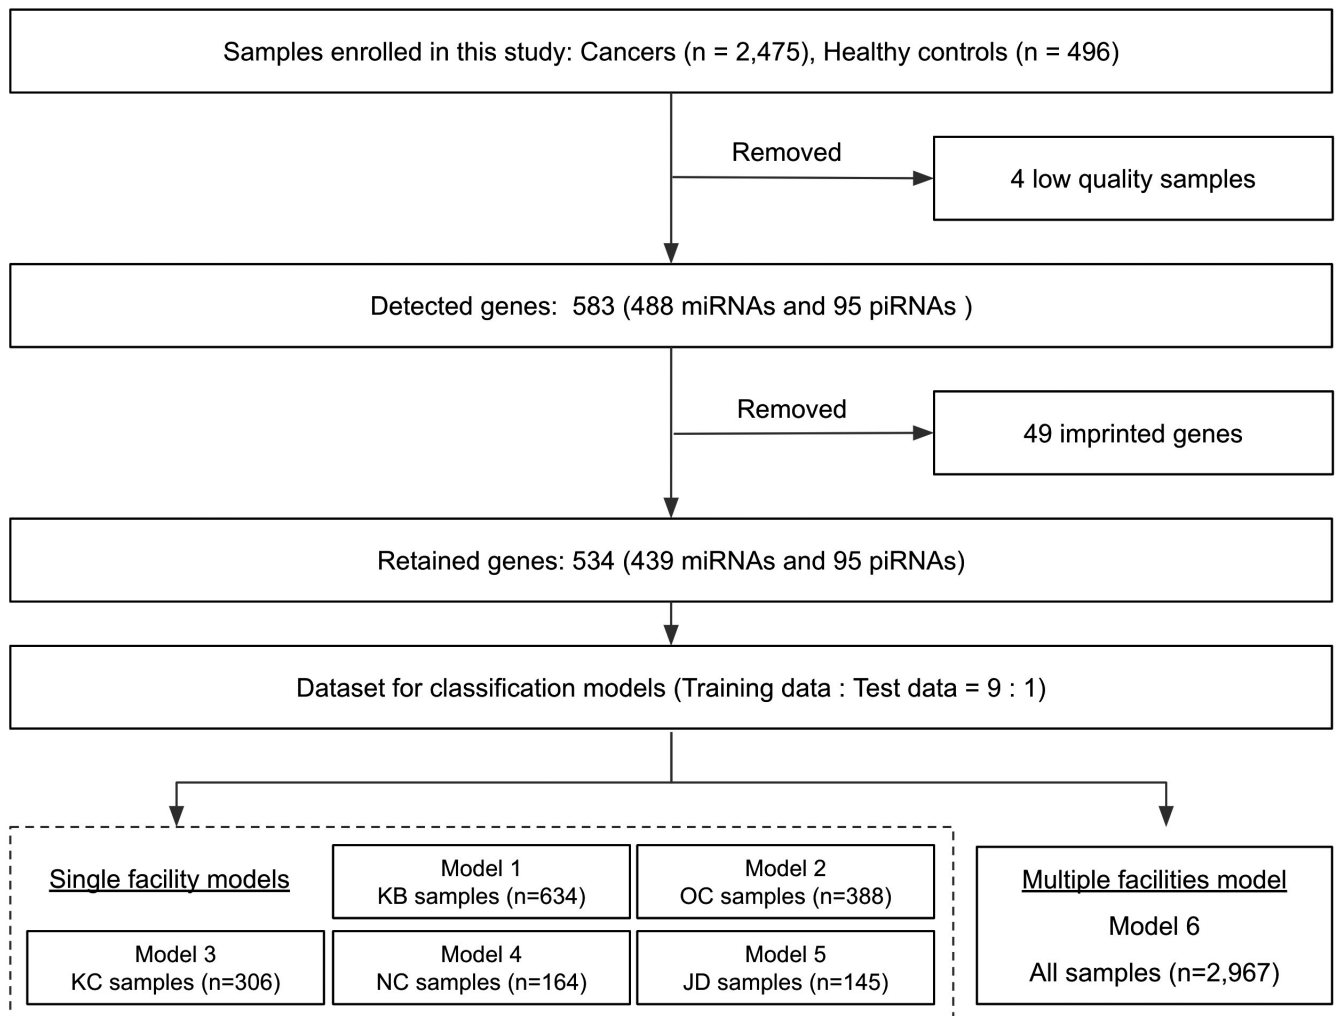 Samples enrolled in this study: Cancers (n = 2,475), Healthy controls (n = 496)
Removed
4 low quality samples
Detected genes:  583 (488 miRNAs and 95 piRNAs )
Removed
49 imprinted genes
Retained genes: 534 (439 miRNAs and 95 piRNAs)
Dataset for classification models (Training data : Test data = 9 : 1)
Single facility models
Model 1
KB samples (n=634)
Model 2
OC samples (n=388)
Model 3
KC samples (n=306)
Model 4
NC samples (n=164)
Model 5
JD samples (n=145)
Multiple facilities model
Model 6
All samples (n=2,967)